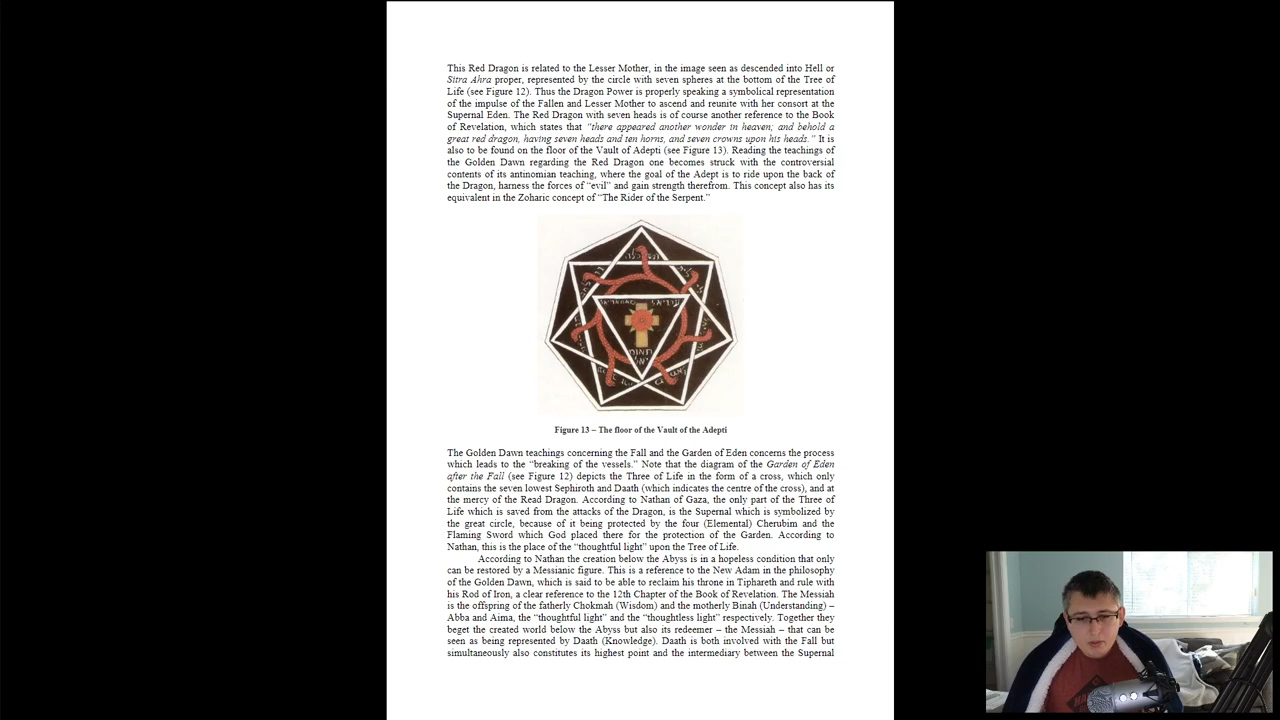 This Red Dragon is related to the Lesser Mother, in the image seen as descended into Hell or
Sitra Ahra proper, represented by the circle with seven spheres at the bottom of the Tree of
Life (see Figure 12). Thus the Dragon Power is properly speaking a symbolical representation
of the impulse of the Fallen and Lesser Mother to ascend and reunite with her consort at the
Supernal Eden. The Red Dragon with seven heads is of course another reference to the Book
of Revelation, which states that “there appeared another wonder in heaven; and behold a
great red dragon, having seven heads and ten horns, and seven crowns upon his heads.” It is
also to be found on the floor of the Vault of Adepti (see Figure 13). Reading the teachings of
the Golden Dawn regarding the Red Dragon one becomes struck with the controversial
contents of its antinomian teaching, where the goal of the Adept is to ride upon the back of
the Dragon, harness the forces of “evil” and gain strength therefrom. This concept also has its
equivalent in the Zoharic concept of “The Rider of the Serpent.”
Figure 13 – The floor of the Vault of the Adepti
The Golden Dawn teachings concerning the Fall and the Garden of Eden concerns the process
which leads to the “breaking of the vessels.” Note that the diagram of the Garden of Eden
after the Fall (see Figure 12) depicts the Three of Life in the form of a cross, which only
contains the seven lowest Sephiroth and Daath (which indicates the centre of the cross), and at
the mercy of the Read Dragon. According to Nathan of Gaza, the only part of the Three of
Life which is saved from the attacks of the Dragon, is the Supernal which is symbolized by
the great circle, because of it being protected by the four (Elemental) Cherubim and the
Flaming Sword which God placed there for the protection of the Garden. According to
Nathan, this is the place of the “thoughtful light” upon the Tree of Life.
According to Nathan the creation below the Abyss is in a hopeless condition that only
can be restored by a Messianic figure. This is a reference to the New Adam in the philosophy
of the Golden Dawn, which is said to be able to reclaim his throne in Tiphareth and rule with
his Rod of Iron, a clear reference to the 12th Chapter of the Book of Revelation. The Messiah
is the offspring of the fatherly Chokmah (Wisdom) and the motherly Binah (Understanding) –
Abba and Aima, the “thoughtful light” and the “thoughtless light” respectively. Together they
beget the created world below the Abyss but also its redeemer – the Messiah – that can be
seen as being represented by Daath (Knowledge). Daath is both involved with the Fall but
simultaneously also constitutes its highest point and the intermediary between the Supernal